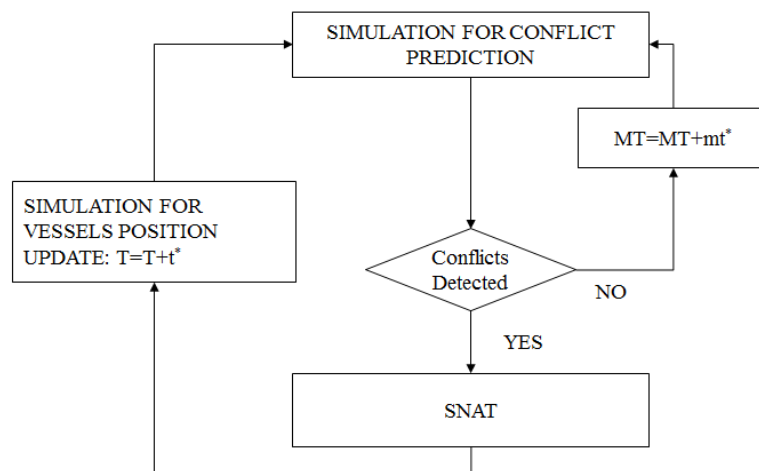 SIMULATION FOR CONFLICT
PREDICTION
MT=MT+mt*
SIMULATION FOR
VESSELS POSITION
UPDATE: T=T+t*
Conflicts
Detected
NO
YES
SNAT